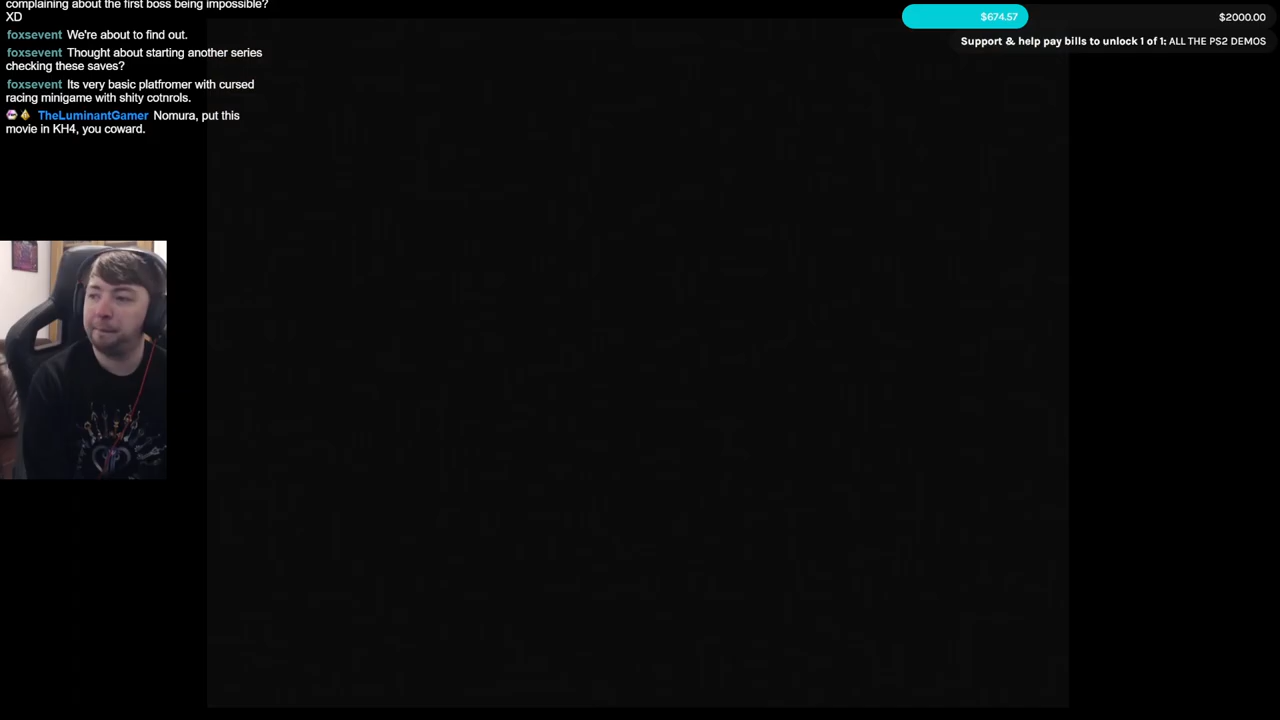 complaining about the first boss being impossible?
XD
foxsevent We're about to find out.
foxsevent Thought about starting another series
checking these saves?
foxsevent Its very basic platfromer with cursed
racing minigame with shity cotnrols.
TheLuminantGamer Nomura, put this
movie in KH4, you coward.
$674.57
$2000.00
Support & help pay bills to unlock 1 of 1: ALL THE PS2 DEMOS